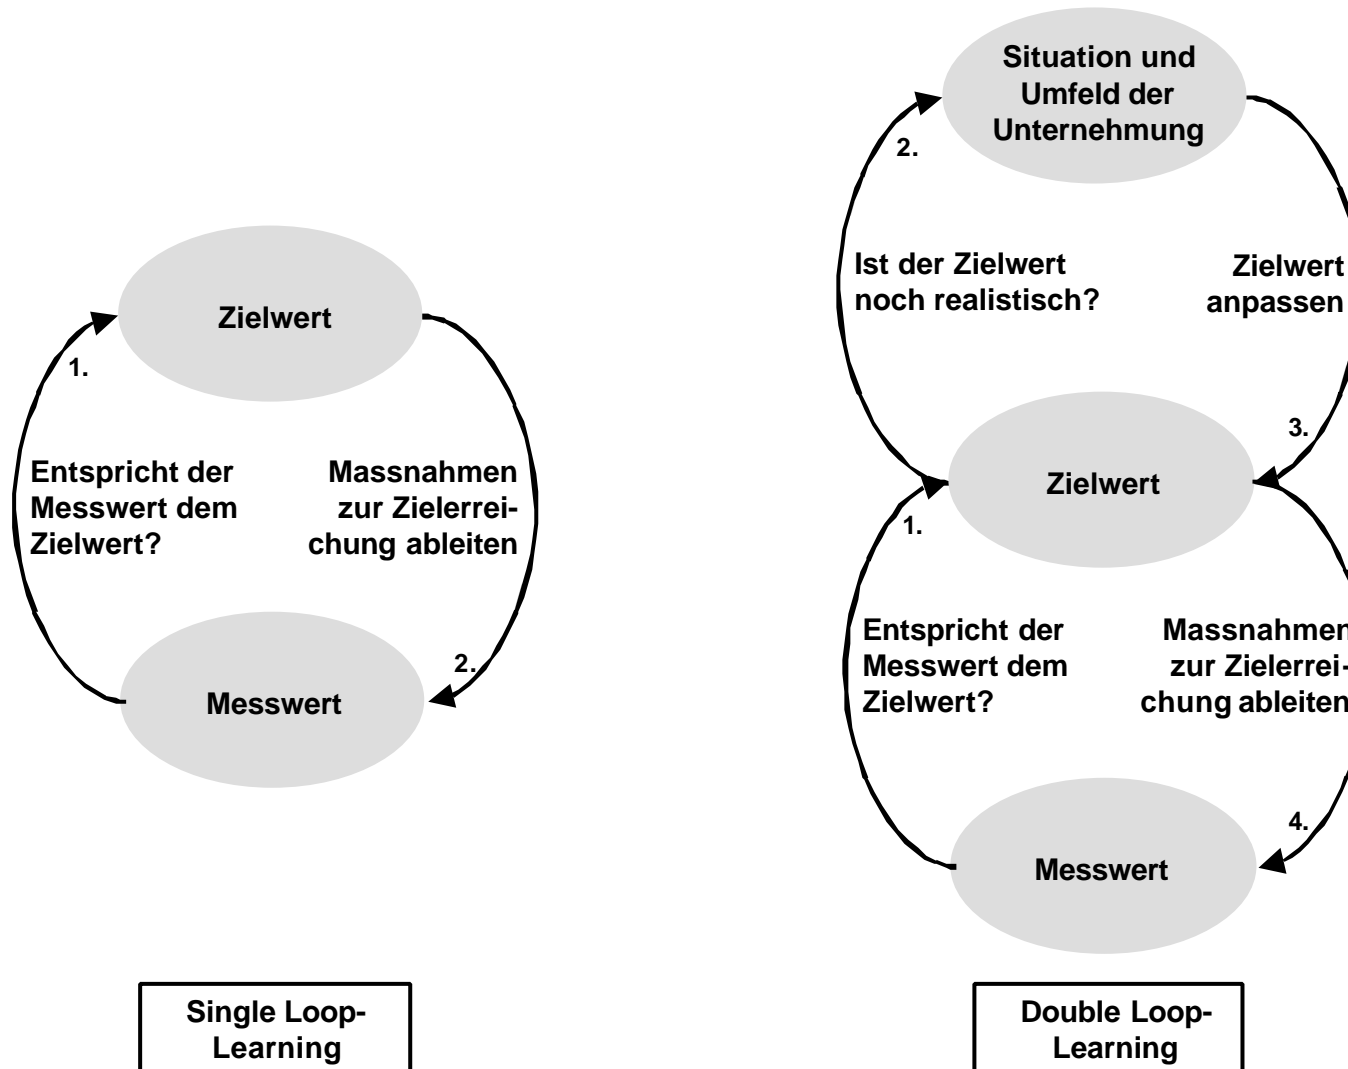 Zielwert
1.
Entspricht der
Messwert dem
Zielwert?
Massnahmen
zur Zielerrei-
chung ableiten
2.
Messwert
Single Loop-
Learning
Situation und
Umfeld der
Unternehmung
2.
Ist der Zielwert
noch realistisch?
Zielwert
anpassen
3.
Zielwert
1.
Entspricht der
Messwert dem
Zielwert?
Massnahmen
zur Zielerrei-
chung ableiten
4.
Messwert
Double Loop-
Learning